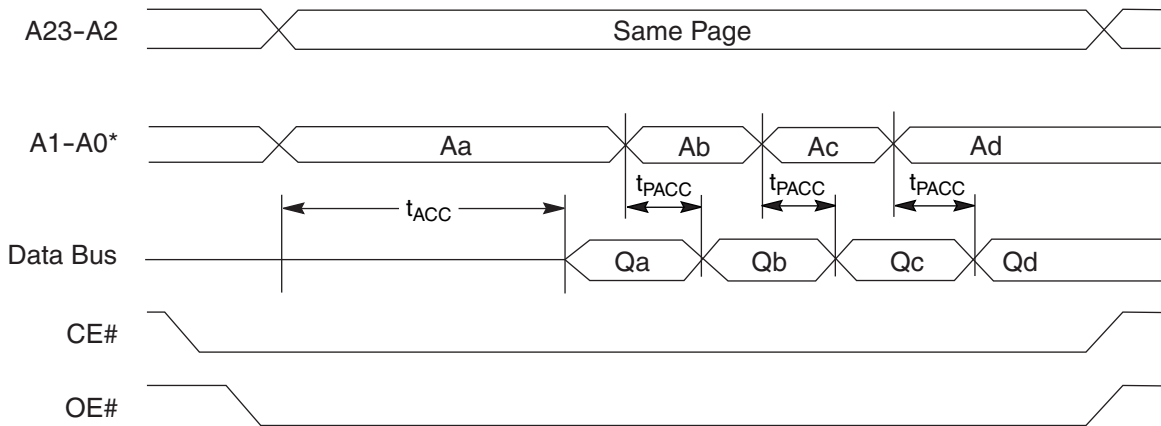 A23-A2
Same Page
A1-A0*
Aa
Ab
Ac
Ad
tACC
tPACC
tPACC
tPACC
Data Bus
Qa
Qb
Qc
Qd
CE#
OE#